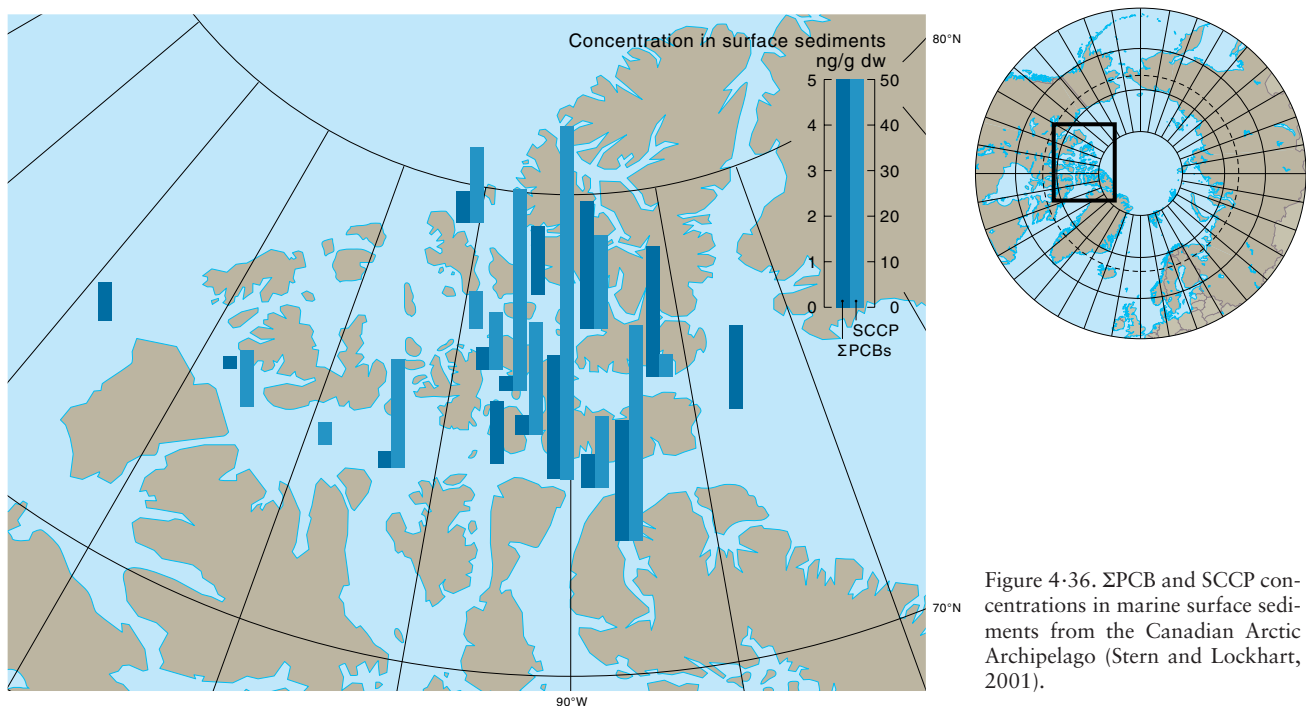 Concentration in surface sediments
ng/g dw
5 50
4 40
3 30
2 20
1 10
0 0
SCCP
ΣPCBs
80°N
70°N
90°W
Figure 4·36. ΣPCB and SCCP con-
centrations in marine surface sedi-
ments from the Canadian Arctic
Archipelago (Stern and Lockhart,
2001).